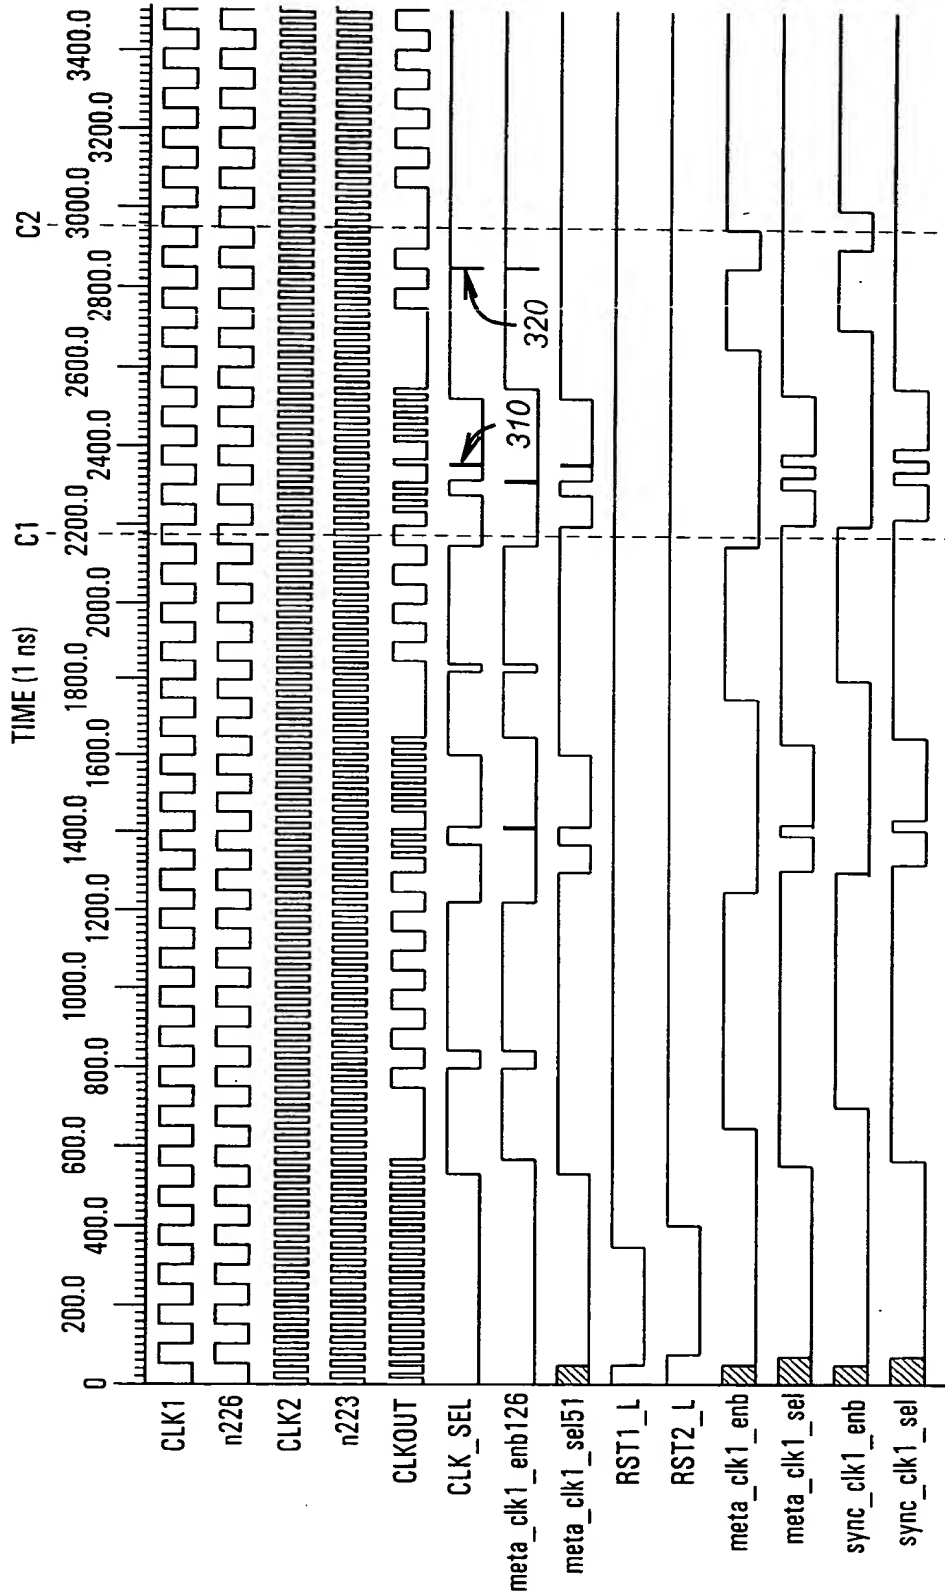 TIME (1 ns)
C1
C2
0
200.0
400.0
600.0
800.0
1000.0
1200.0
1400.0
1600.0
1800.0
2000.0
2200.0
2400.0
2600.0
2800.0
3000.0
3200.0
3400.0
CLK1
n226
CLK2
n223
CLKOUT
CLK_SEL
310
320
meta_clk1_enb126
meta_clk1_sel51
RST1_L
RST2_L
meta_clk1_enb
meta_clk1_sel
sync_clk1_enb
sync_clk1_sel